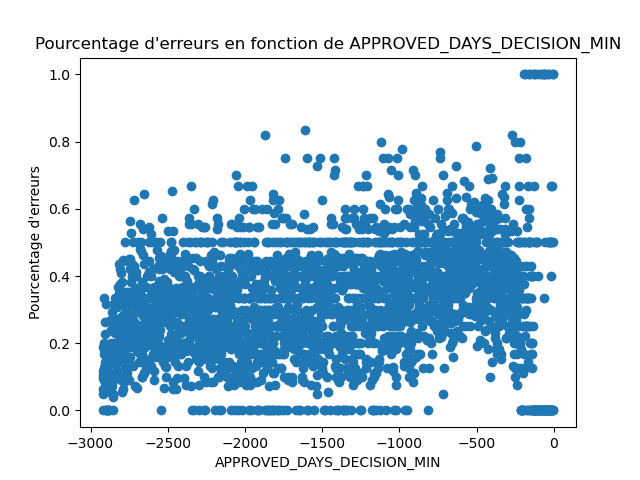 Pourcentage d'erreurs en fonction de APPROVED_DAYS_DECISION_MIN
1.0
0.8
0.6
0.4
0.2
0.0
Pourcentage d'erreurs
−3000 −2500 −2000 −1500 −1000 −500 0
APPROVED_DAYS_DECISION_MIN